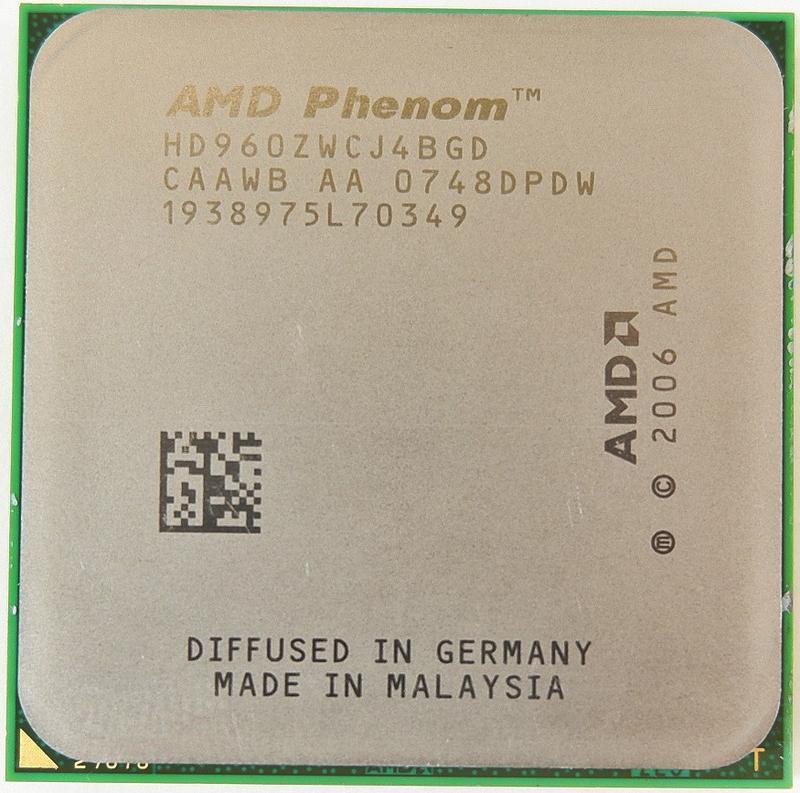 AMD Phenom™
HD960ZWCJ4BGD
CAAWB AA 0748DPDW
1938975L70349
AMD
ⓜ © 2006 AMD
DIFFUSED IN GERMANY
MADE IN MALAYSIA
T